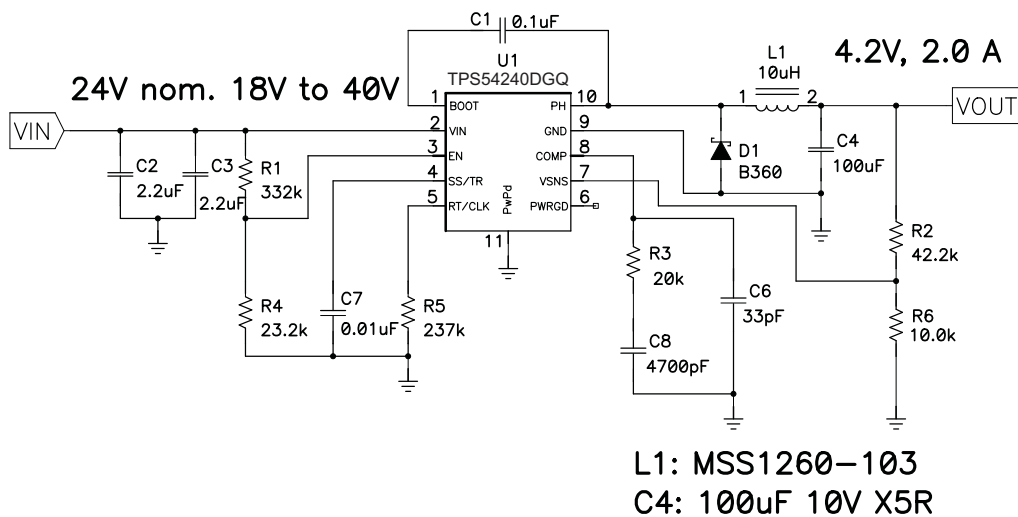 C1
0.1uF
U1
TPS54240DGQ
L1
10uH
4.2V, 2.0 A
24V nom. 18V to 40V
VIN
VOUT
1
BOOT
PH
10
1
2
2
VIN
GND
9
3
EN
COMP
8
4
SS/TR
VSNS
7
5
RT/CLK
PwPd
PWRGD
6
11
C2
2.2uF
C3
2.2uF
R1
332k
D1
B360
C4
100uF
R2
42.2k
R3
20k
C6
33pF
R4
23.2k
C7
0.01uF
R5
237k
R6
10.0k
C8
4700pF
L1: MSS1260-103
C4: 100uF 10V X5R